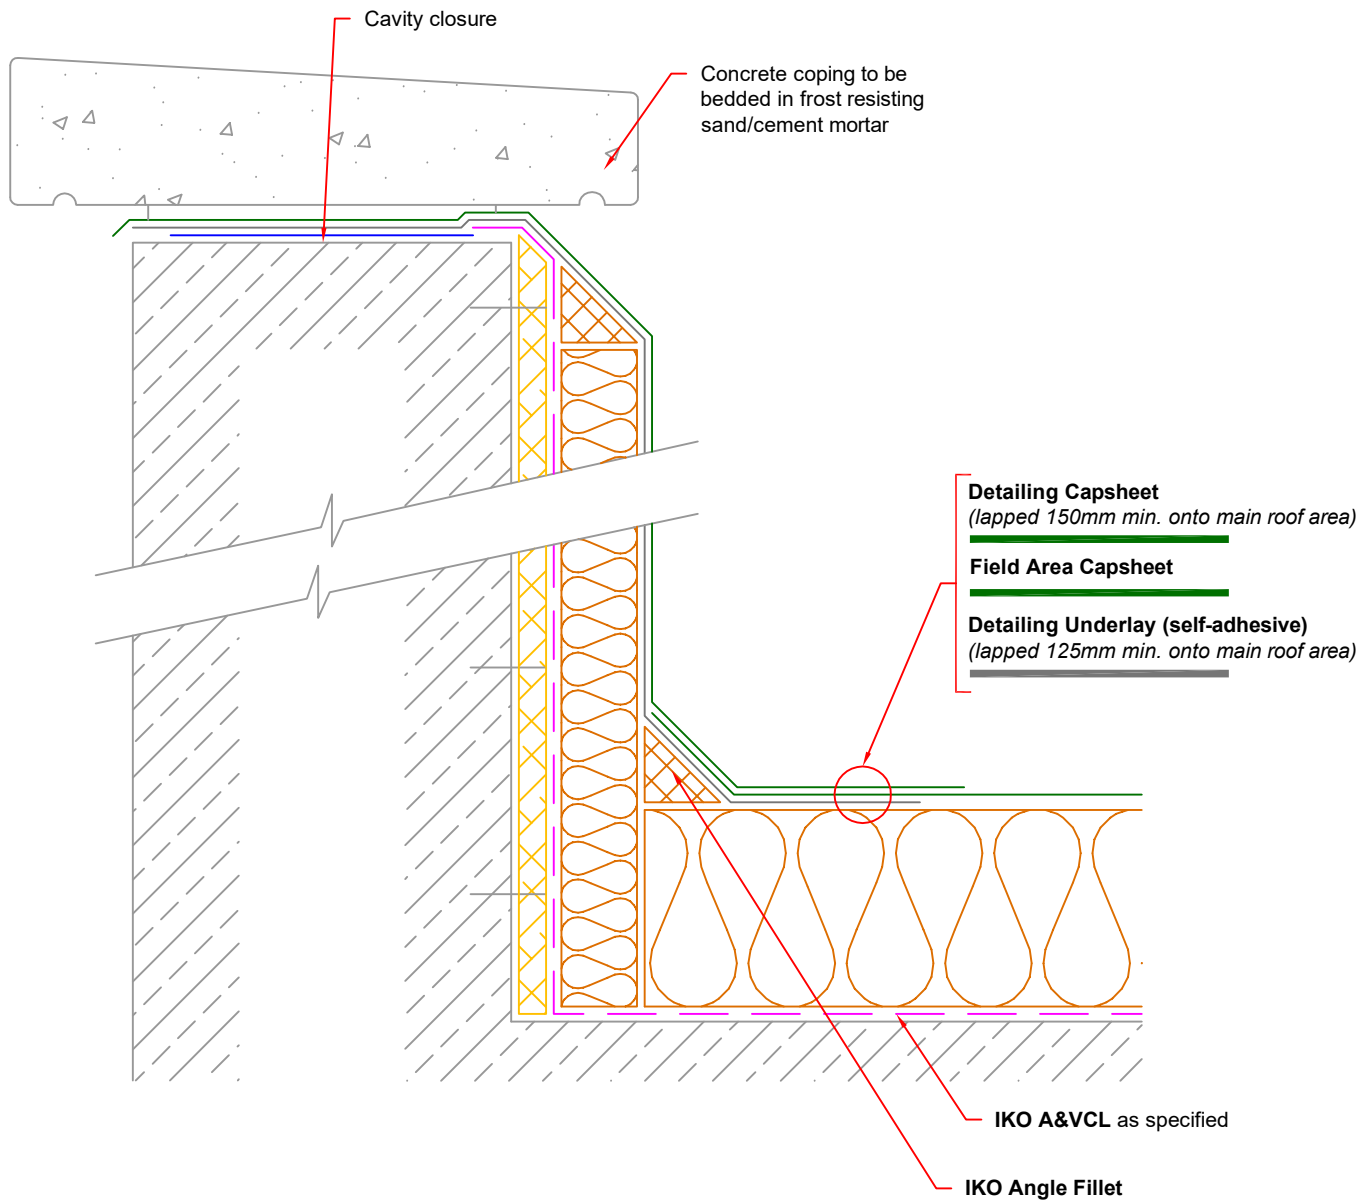 Cavity closure
Concrete coping to be
bedded in frost resisting
sand/cement mortar
Detailing Capsheet
(lapped 150mm min. onto main roof area)
Field Area Capsheet
Detailing Underlay (self-adhesive)
(lapped 125mm min. onto main roof area)
IKO A&VCL as specified
IKO Angle Fillet